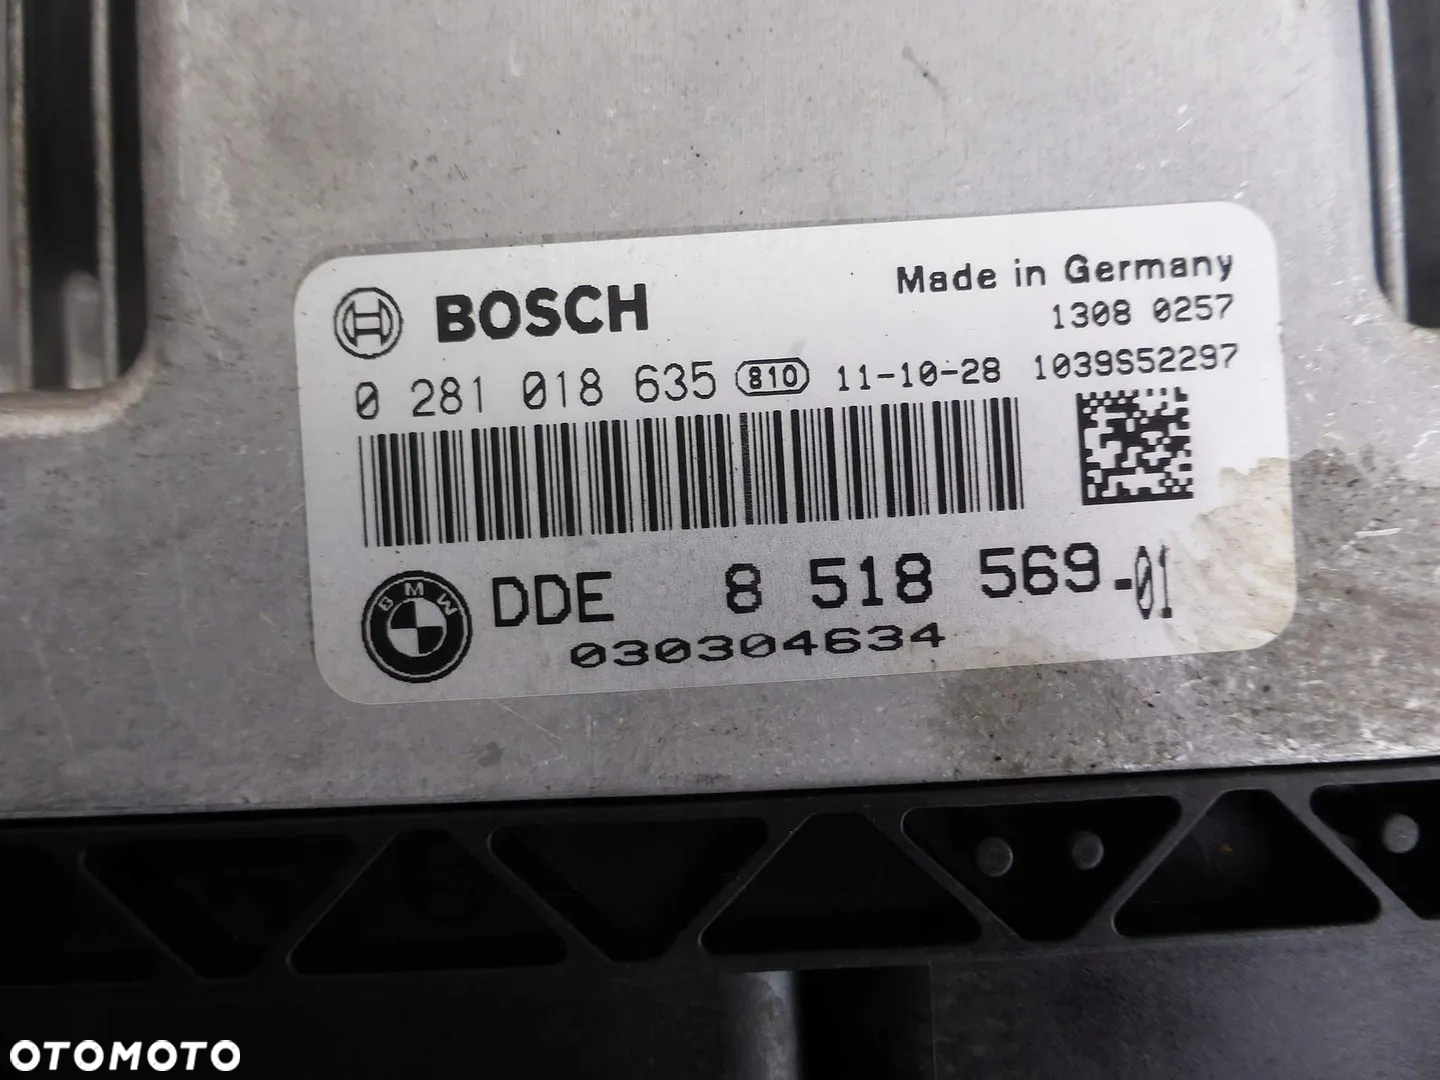 BOSCH
Made in Germany
1308 0257
0 281 018 635 810 11-10-28 1039S52297
BMW
DDE 8 518 569-01
030304634
OTOMOTO